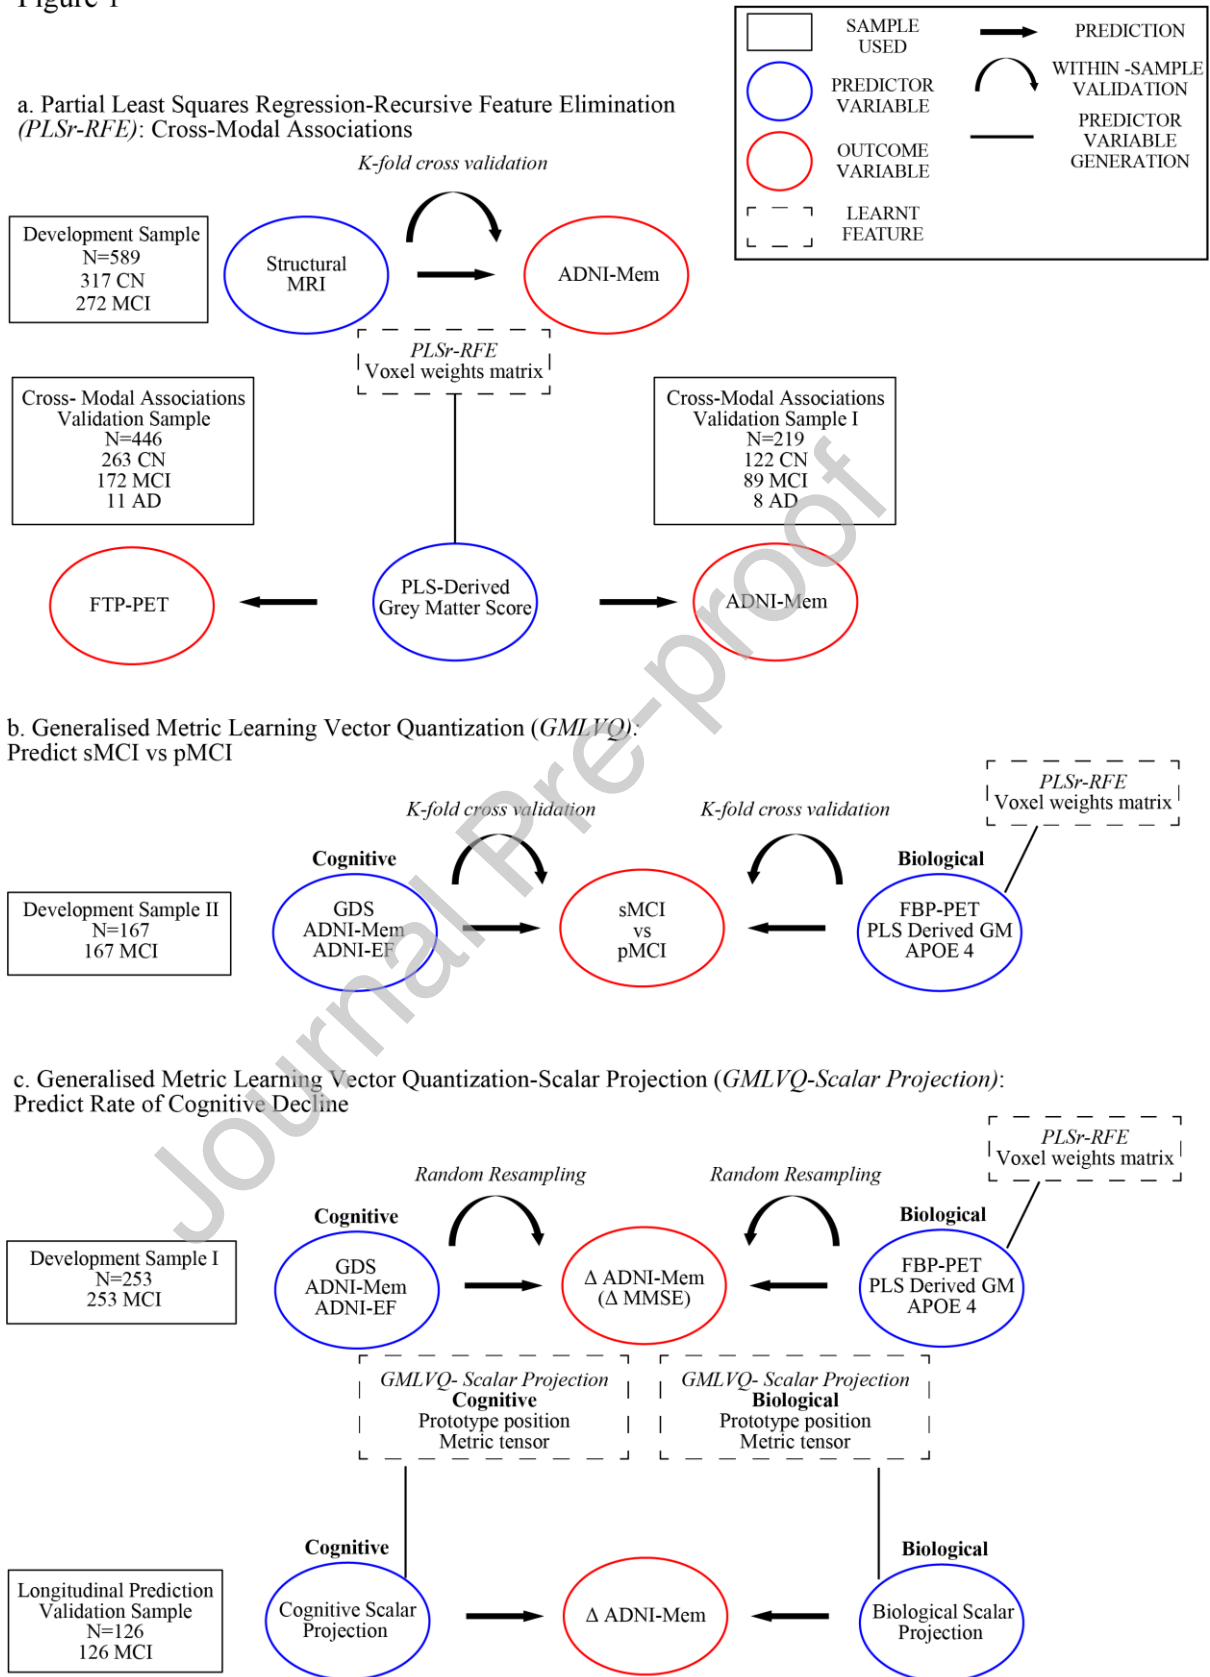 Figure 1
SAMPLE
USED
PREDICTION
PREDICTOR
VARIABLE
WITHIN -SAMPLE
VALIDATION
OUTCOME
VARIABLE
PREDICTOR
VARIABLE
GENERATION
LEARNT
FEATURE
a. Partial Least Squares Regression-Recursive Feature Elimination
(PLSr-RFE): Cross-Modal Associations
K-fold cross validation
Development Sample
N=589
317 CN
272 MCI
Structural
MRI
ADNI-Mem
PLSr-RFE
Voxel weights matrix
Cross- Modal Associations
Validation Sample
N=446
263 CN
172 MCI
11 AD
Cross-Modal Associations
Validation Sample I
N=219
122 CN
89 MCI
8 AD
FTP-PET
PLS-Derived
Grey Matter Score
ADNI-Mem
b. Generalised Metric Learning Vector Quantization (GMLVQ):
Predict sMCI vs pMCI
PLSr-RFE
Voxel weights matrix
K-fold cross validation
K-fold cross validation
Cognitive
Biological
Development Sample II
N=167
167 MCI
GDS
ADNI-Mem
ADNI-EF
sMCI
vs
pMCI
FBP-PET
PLS Derived GM
APOE 4
c. Generalised Metric Learning Vector Quantization-Scalar Projection (GMLVQ-Scalar Projection):
Predict Rate of Cognitive Decline
PLSr-RFE
Voxel weights matrix
Random Resampling
Random Resampling
Cognitive
Biological
Development Sample I
N=253
253 MCI
GDS
ADNI-Mem
ADNI-EF
Δ ADNI-Mem
(Δ MMSE)
FBP-PET
PLS Derived GM
APOE 4
GMLVQ- Scalar Projection
Cognitive
Prototype position
Metric tensor
GMLVQ- Scalar Projection
Biological
Prototype position
Metric tensor
Cognitive
Biological
Longitudinal Prediction
Validation Sample
N=126
126 MCI
Cognitive Scalar
Projection
Δ ADNI-Mem
Biological Scalar
Projection
Journal Pre-proof